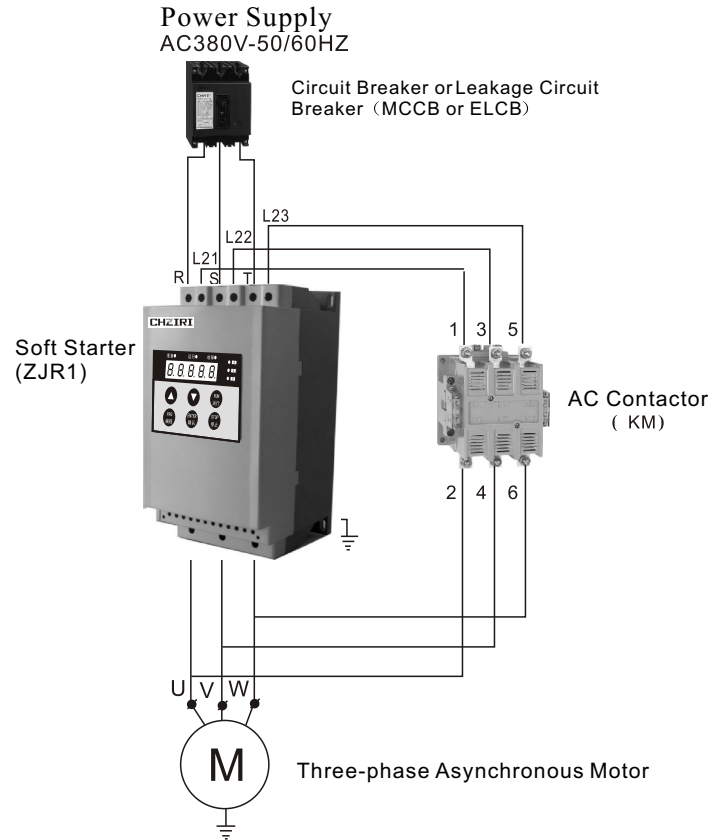 Power Supply
AC380V-50/60HZ
Circuit Breaker or Leakage Circuit
Breaker（MCCB or ELCB）
L23
L22
L21
R S T
CHZIRI
8.8.8.8.8
Soft Starter
(ZJR1)
1 3 5
AC Contactor
( KM)
2 4 6
U V W
M
Three-phase Asynchronous Motor